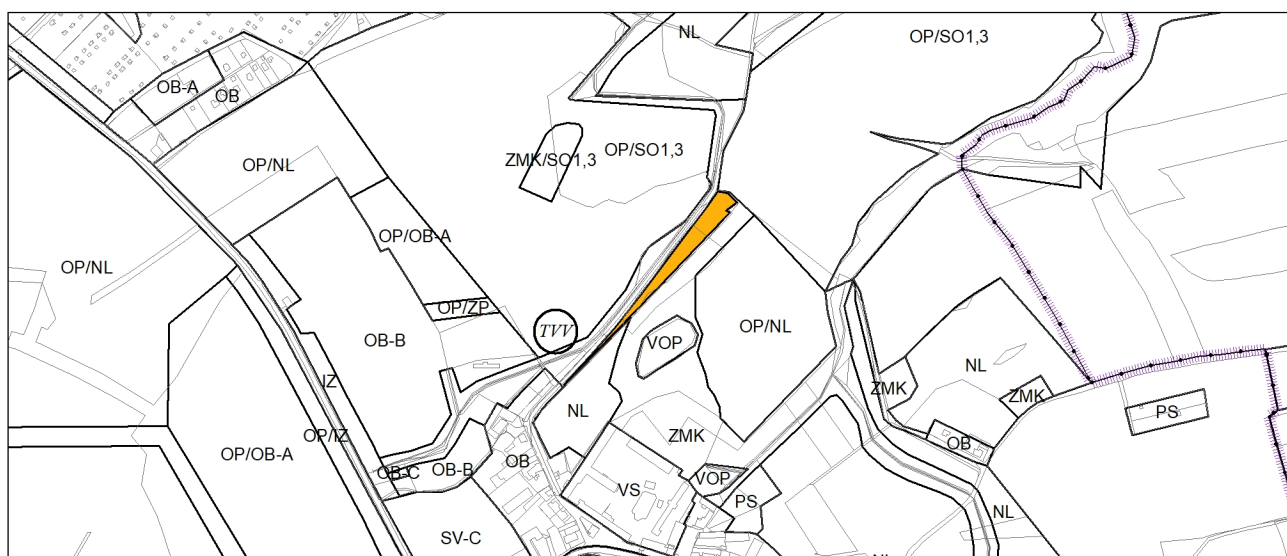 NL
OP/SO1,3
OB-A
OB
OP/NL
ZMK/SO1,3
OP/SO1,3
OP/OB-A
OP/NL
OP/ZP
TVV
OB-B
VOP
OP/NL
IZ
NL
ZMK
NL
ZMK
PS
OP/IZ
OP/OB-A
OB-C
OB-B
OB
ZMK
OB
VOP
VS
PS
NL
SV-C